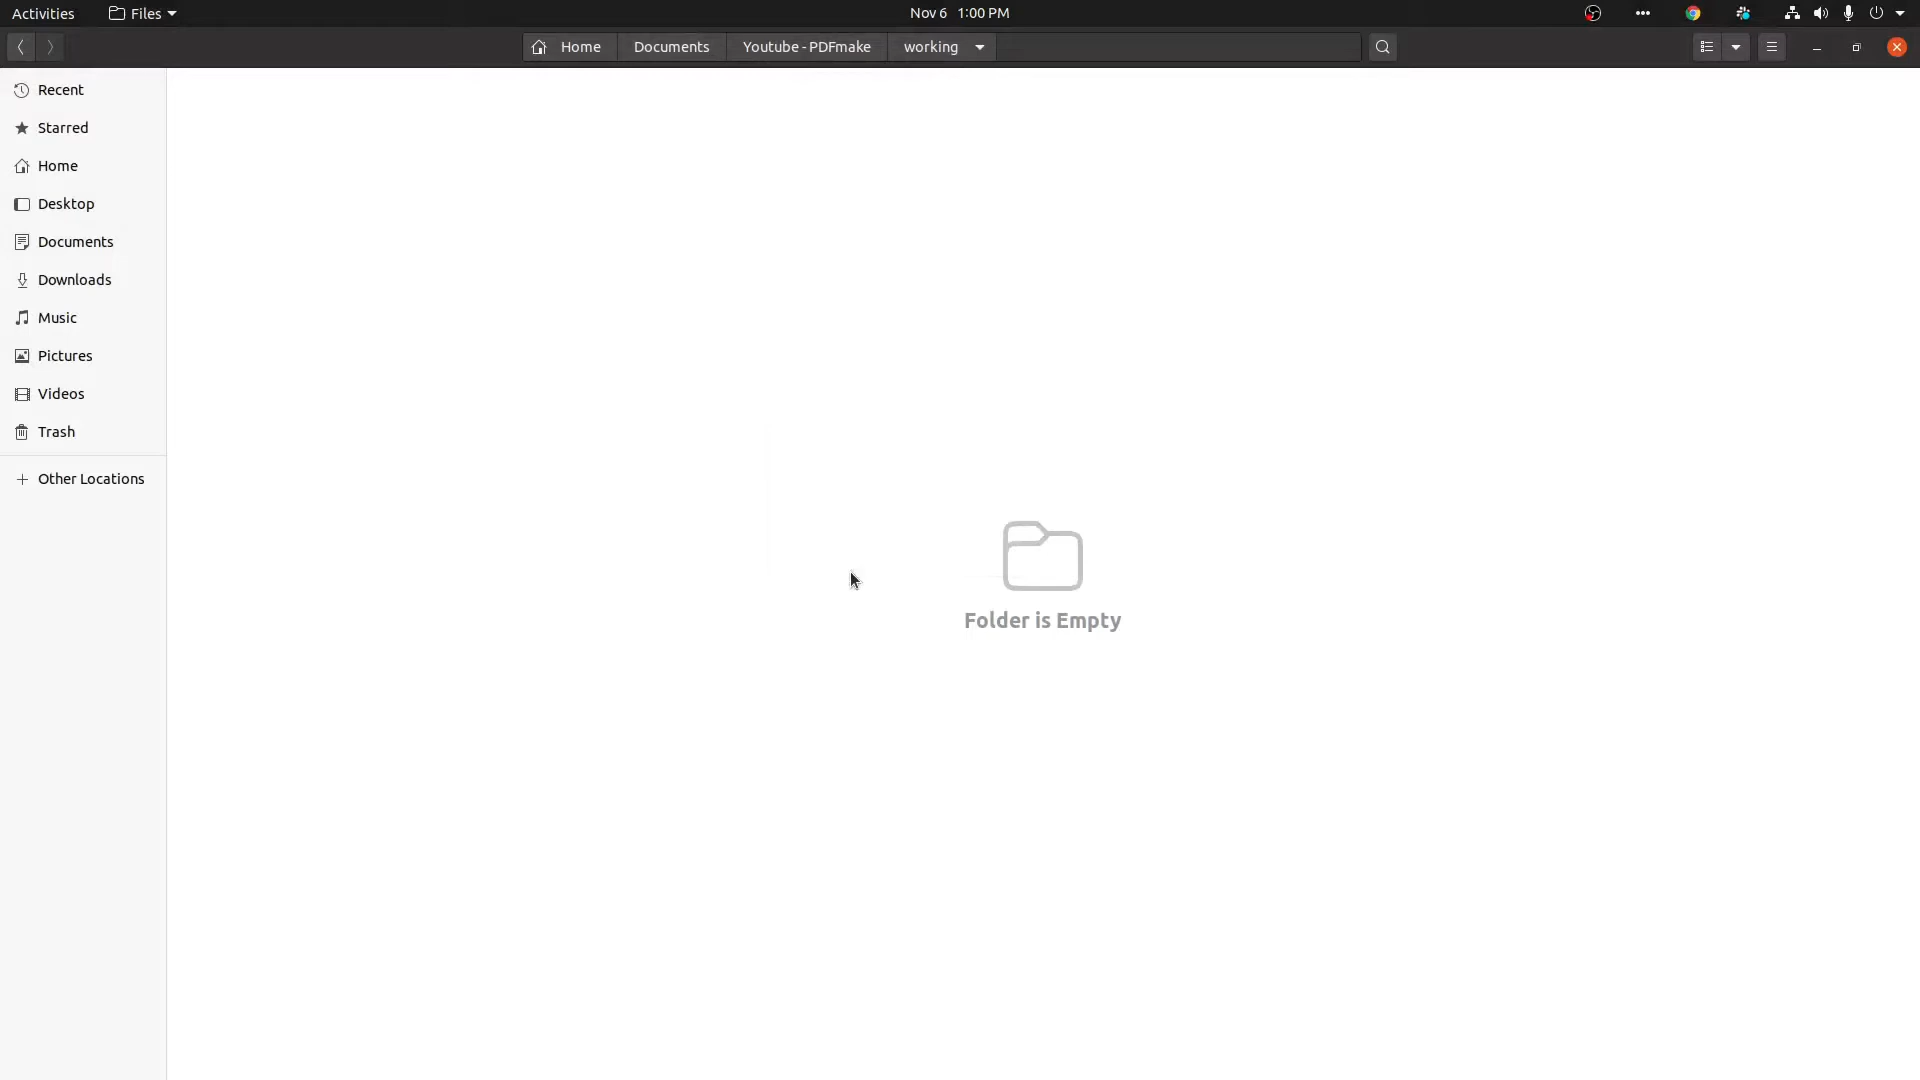 Activities
Files
Nov 6 1:00 PM
Home
Documents
Youtube - PDFmake
working
Recent
Starred
Home
Desktop
Documents
Downloads
Music
Pictures
Videos
Trash
Other Locations
Folder is Empty